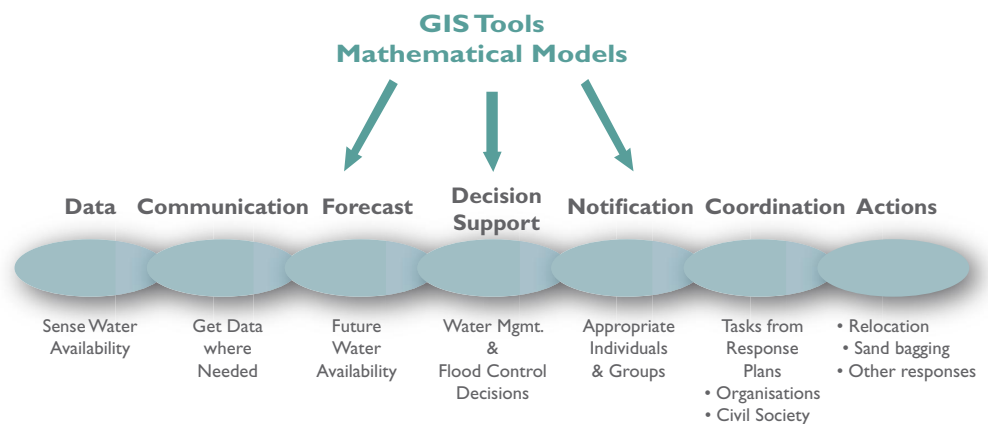 GIS Tools
Mathematical Models
Data
Communication
Forecast
Decision
Support
Notification
Coordination
Actions
Sense Water
Availability
Get Data
where
Needed
Future
Water
Availability
Water Mgmt.
&
Flood Control
Decisions
Appropriate
Individuals
& Groups
Tasks from
Response
Plans
• Organisations
• Civil Society
• Relocation
• Sand bagging
• Other responses